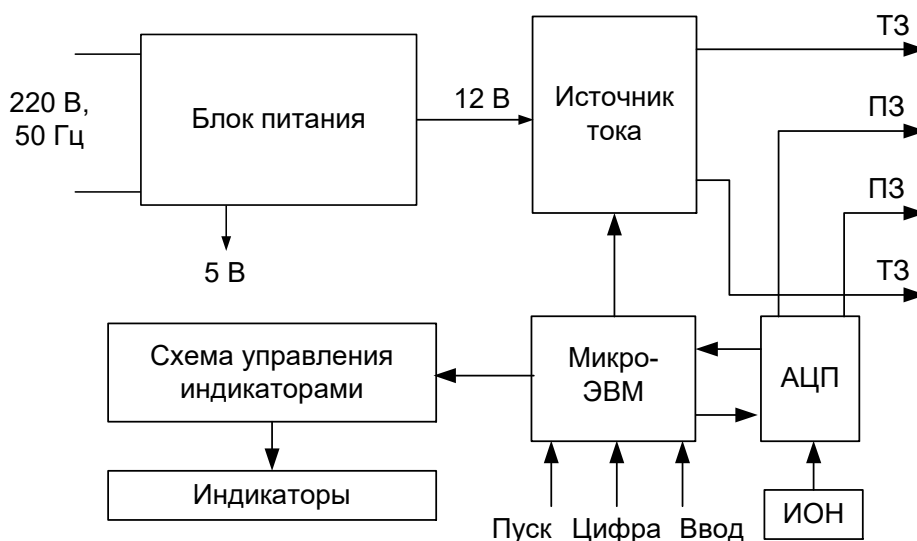 ТЗ
220 В,
50 Гц
Блок питания
12 В
Источник
тока
ПЗ
ПЗ
5 В
ТЗ
Схема управления
индикаторами
Микро-
ЭВМ
АЦП
Индикаторы
Пуск
Цифра
Ввод
ИОН